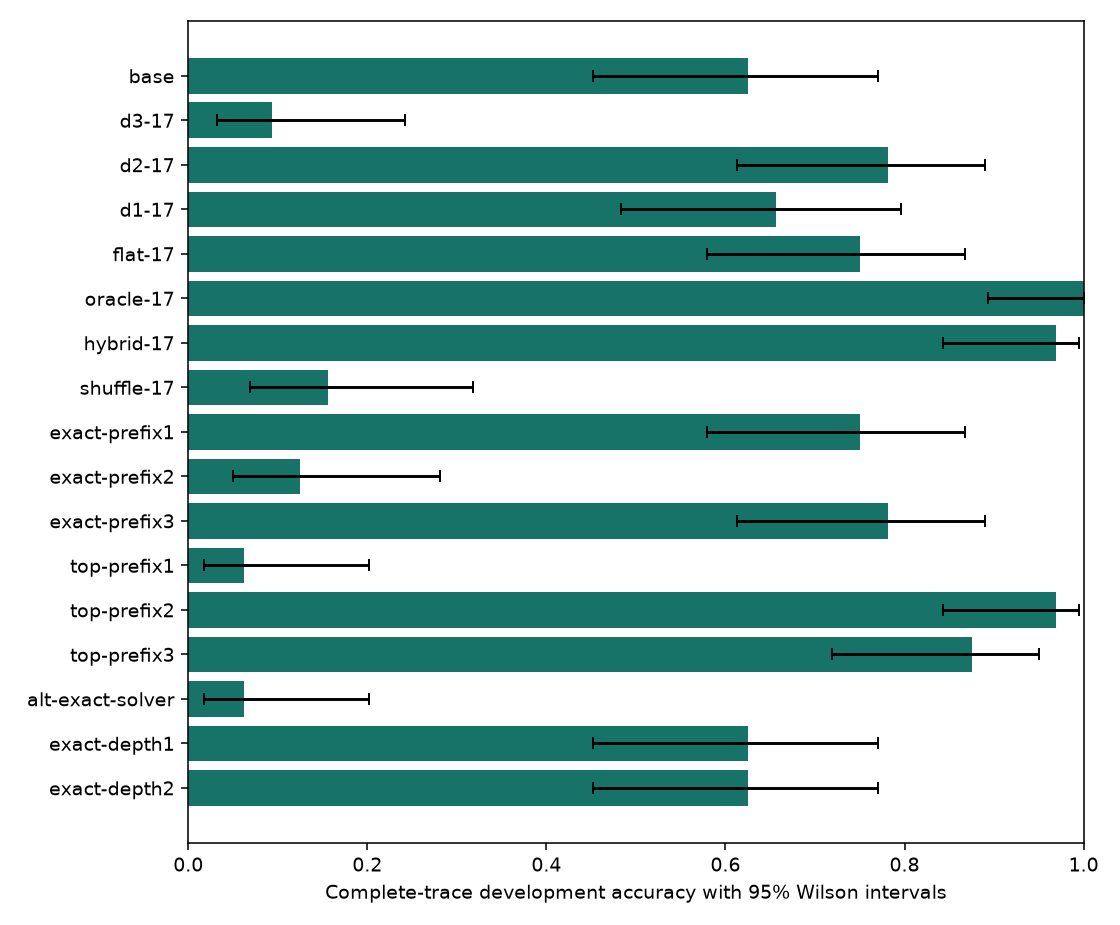 base
d3-17
d2-17
d1-17
flat-17
oracle-17
hybrid-17
shuffle-17
exact-prefix1
exact-prefix2
exact-prefix3
top-prefix1
top-prefix2
top-prefix3
alt-exact-solver
exact-depth1
exact-depth2
0.0 0.2 0.4 0.6 0.8 1.0
Complete-trace development accuracy with 95% Wilson intervals